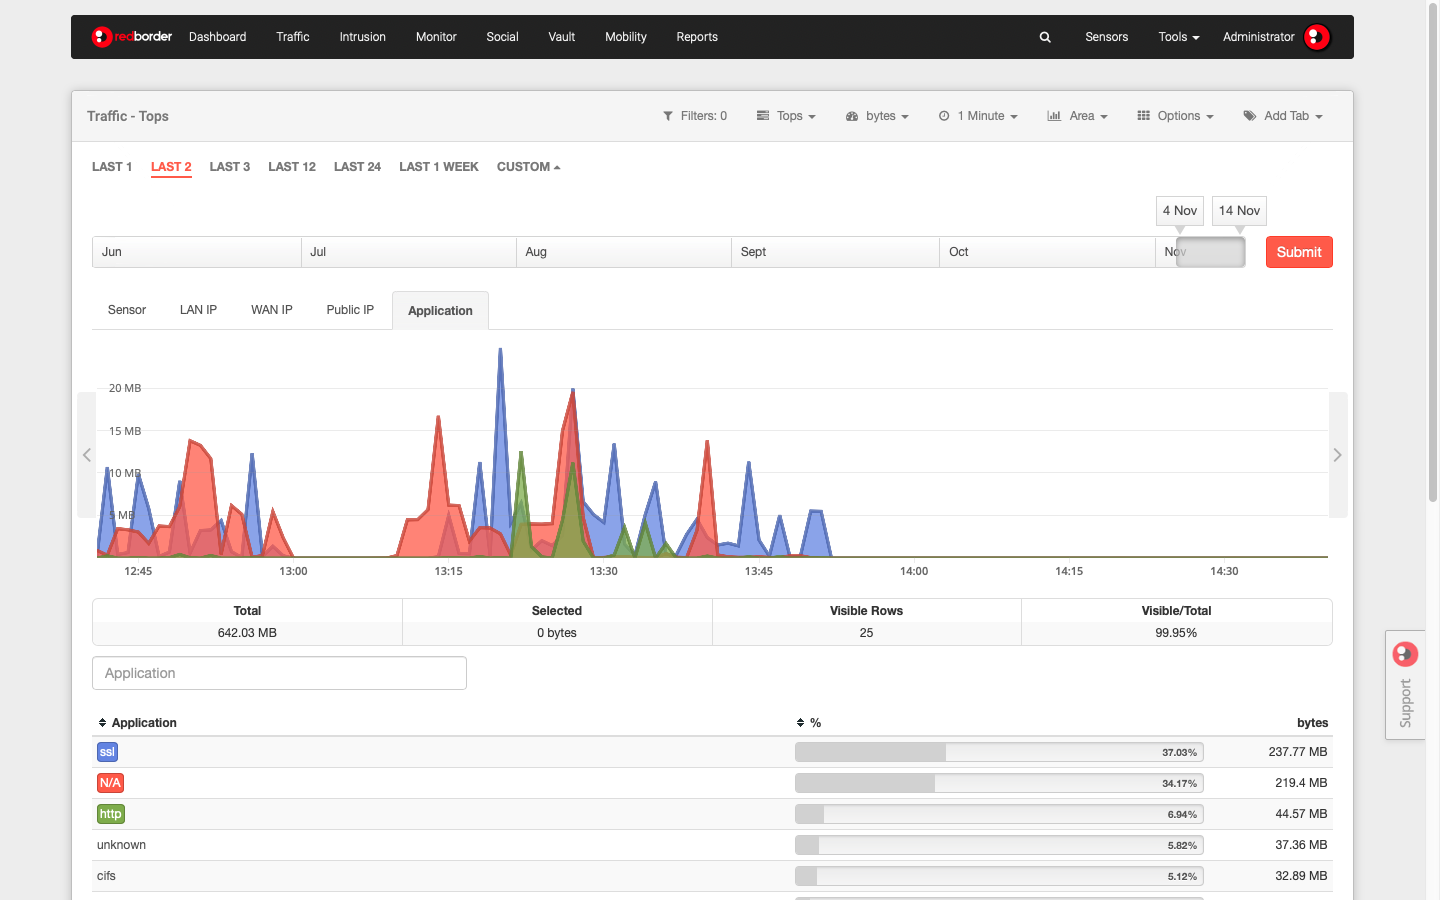 redborder Dashboard Traffic Intrusion Monitor Social Vault Mobility Reports Sensors Tools Administrator
Traffic - Tops Filters: 0 Tops bytes 1 Minute Area Options Add Tab
LAST 1 LAST 2 LAST 3 LAST 12 LAST 24 LAST 1 WEEK CUSTOM
4 Nov 14 Nov
Jun Jul Aug Sept Oct Nov Submit
Sensor LAN IP WAN IP Public IP Application
20 MB
15 MB
10 MB
5 MB
12:45 13:00 13:15 13:30 13:45 14:00 14:15 14:30
Total Selected Visible Rows Visible/Total
642.03 MB 0 bytes 25 99.95%
Application
Support
Application % bytes
ssl 37.03% 237.77 MB
N/A 34.17% 219.4 MB
http 6.94% 44.57 MB
unknown 5.82% 37.36 MB
cifs 5.12% 32.89 MB